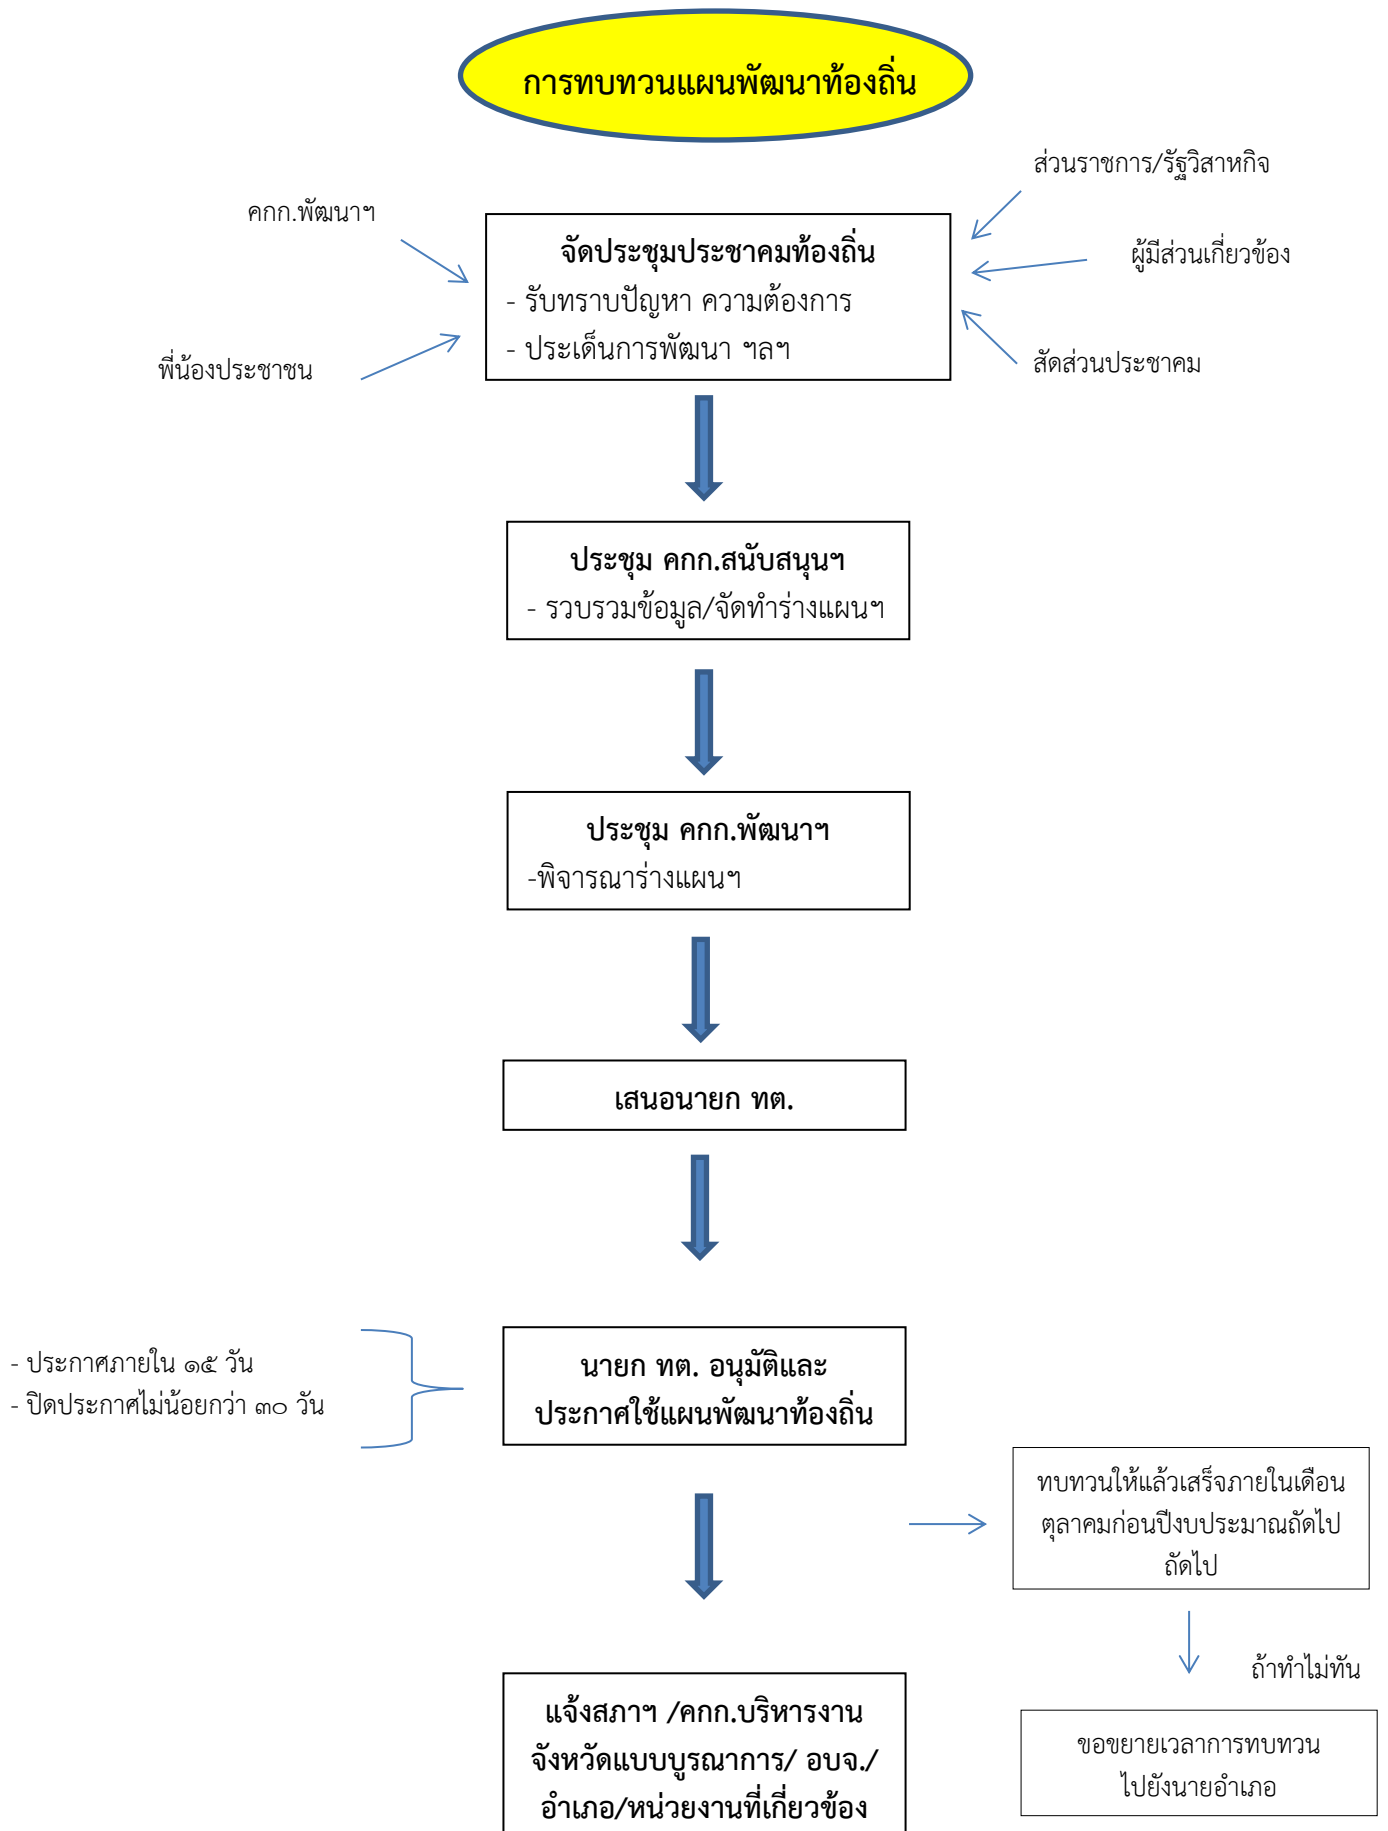 การทบทวนแผนพัฒนาท้องถิ่น
ส่วนราชการ/รัฐวิสาหกิจ
คกก.พัฒนาฯ
ผู้มีส่วนเกี่ยวข้อง
จัดประชุมประชาคมท้องถิ่น
- รับทราบปัญหา ความต้องการ
- ประเด็นการพัฒนา ฯลฯ
พี่น้องประชาชน
สัดส่วนประชาคม
ประชุม คกก.สนับสนุนฯ
- รวบรวมข้อมูล/จัดทำร่างแผนฯ
ประชุม คกก.พัฒนาฯ
-พิจารณาร่างแผนฯ
เสนอนายก ทต.
- ประกาศภายใน ๑๕ วัน
- ปิดประกาศไม่น้อยกว่า ๓๐ วัน
นายก ทต. อนุมัติและ
ประกาศใช้แผนพัฒนาท้องถิ่น
ทบทวนให้แล้วเสร็จภายในเดือน
ตุลาคมก่อนปีงบประมาณถัดไป
ถัดไป
ถ้าทำไม่ทัน
แจ้งสภาฯ /คกก.บริหารงาน
จังหวัดแบบบูรณาการ/ อบจ./
อำเภอ/หน่วยงานที่เกี่ยวข้อง
ขอขยายเวลาการทบทวน
ไปยังนายอำเภอ